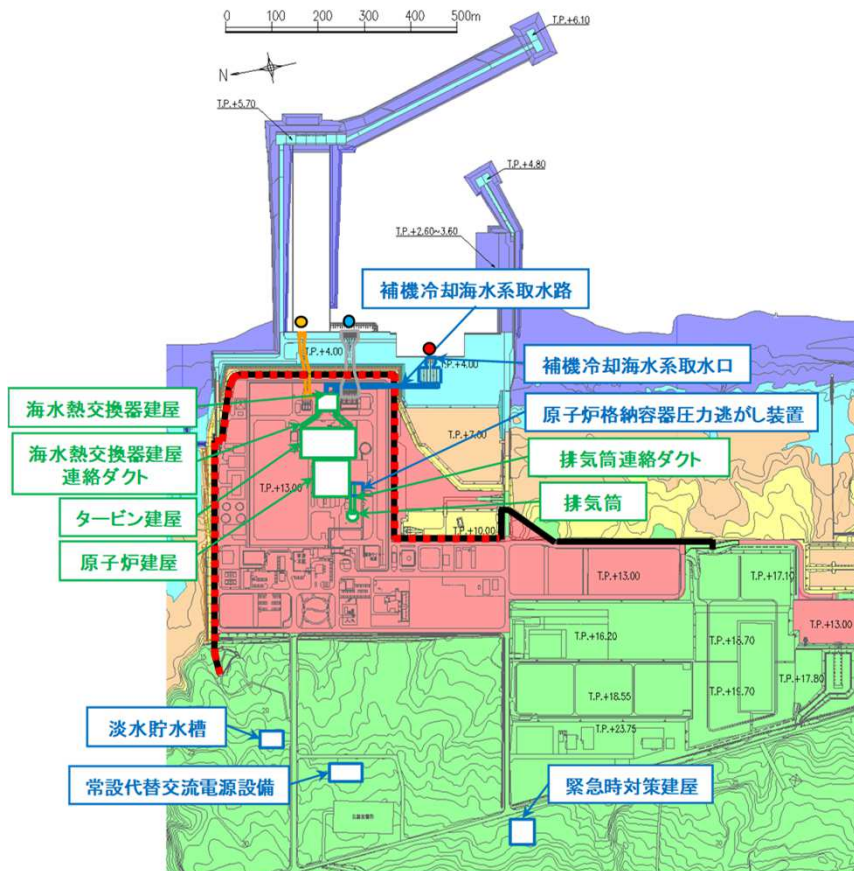 0 100 200 300 400 500m
N
T.P.+6.10
T.P.+5.70
T.P.+4.80
T.P.+2.60~3.60
補機冷却海水系取水路
T.P.+4.00
T.P.+4.00
補機冷却海水系取水口
海水熱交換器建屋
原子炉格納容器圧力逃がし装置
T.P.+7.00
海水熱交換器建屋
連絡ダクト
排気筒連絡ダクト
T.P.+13.00
タービン建屋
排気筒
T.P.+10.00
原子炉建屋
T.P.+13.00
T.P.+17.10
T.P.+13.00
T.P.+16.20
T.P.+18.70
T.P.+17.80
T.P.+18.55
T.P.+19.70
T.P.+23.75
淡水貯水槽
常設代替交流電源設備
緊急時対策建屋